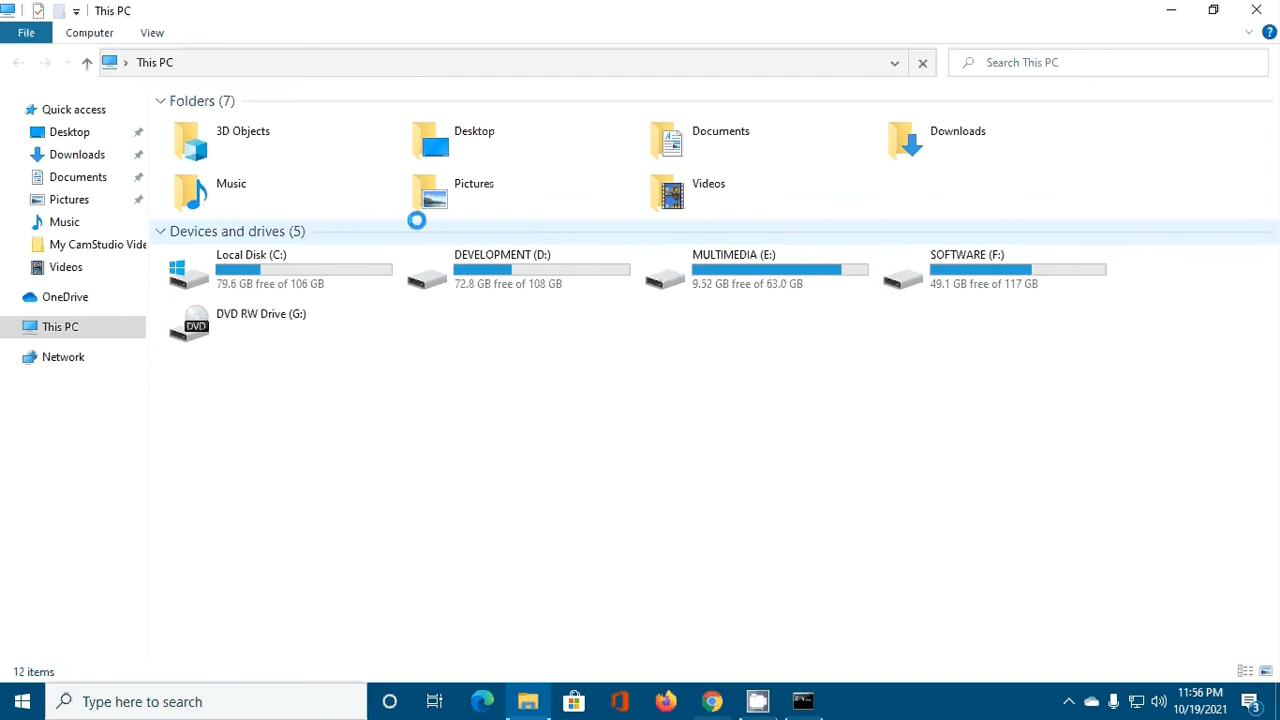 This PC
File Computer View
This PC
Search This PC
Quick access
Desktop
Downloads
Documents
Pictures
Music
My CamStudio Vide
Videos
OneDrive
This PC
Network
Folders (7)
3D Objects
Desktop
Documents
Downloads
Music
Pictures
Videos
Devices and drives (5)
Local Disk (C:)
79.6 GB free of 106 GB
DEVELOPMENT (D:)
72.8 GB free of 108 GB
MULTIMEDIA (E:)
9.52 GB free of 63.0 GB
SOFTWARE (F:)
49.1 GB free of 117 GB
DVD
DVD RW Drive (G:)
12 items
Type here to search
11:56 PM
10/19/2021
3